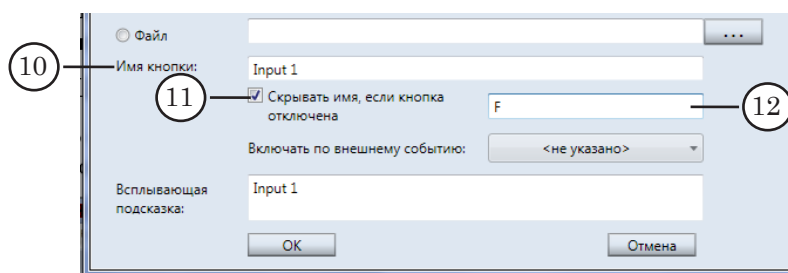 Файл
...
10
Имя кнопки:
Input 1
11
Скрывать имя, если кнопка
отключена
F
12
Включать по внешнему событию:
<не указано>
Всплывающая
подсказка:
Input 1
OK
Отмена